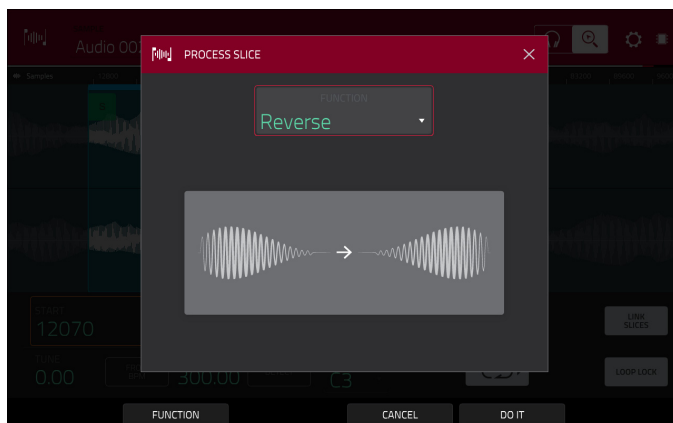 Audio 002
PROCESS SLICE
Samples
FUNCTION
Reverse
START
12070
LINK
SLICES
TUNE
0.00
300.00
C3
LOOP LOCK
FUNCTION
CANCEL
DO IT